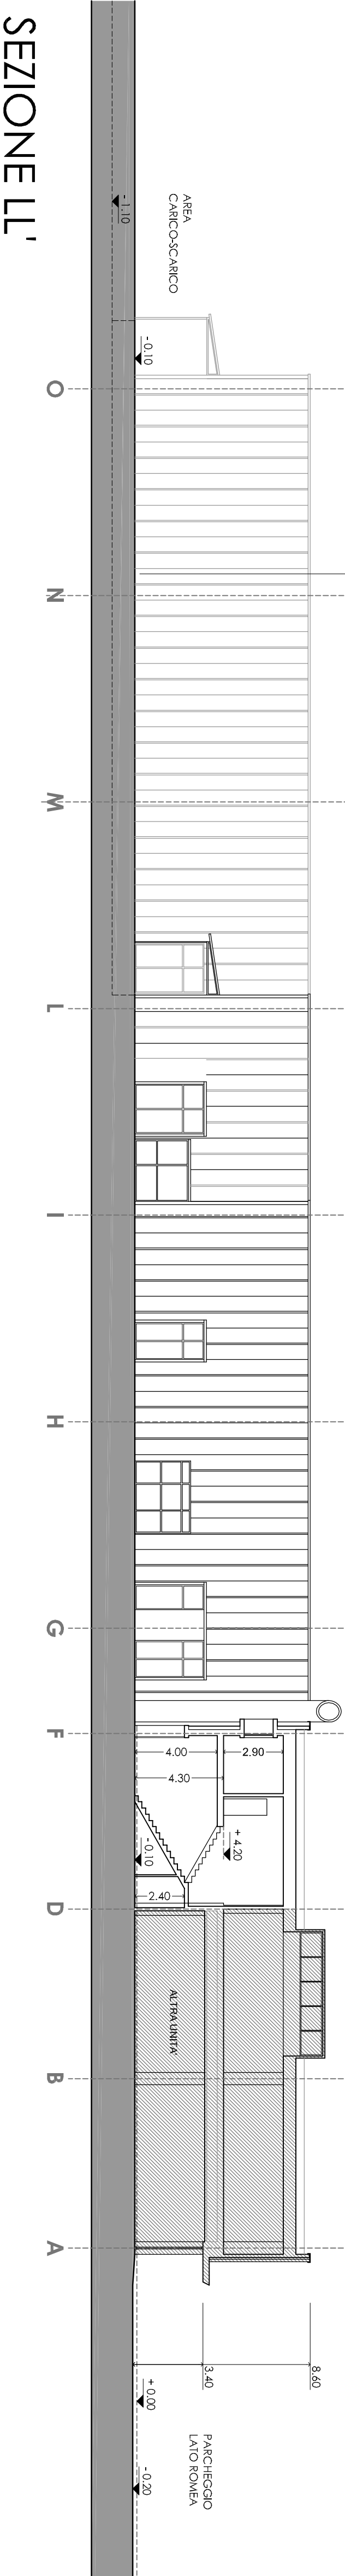 SEZIONE LL'
AREA
CARICO-SCARICO
- 1.10
- 0.10
O
N
M
L
I
H
G
F
D
B
A
4.00
2.90
4.30
+ 4.20
- 0.10
2.40
ALTRA UNITA'
8.60
3.40
+ 0.00
- 0.20
PARCHEGGIO
LATO ROMEA